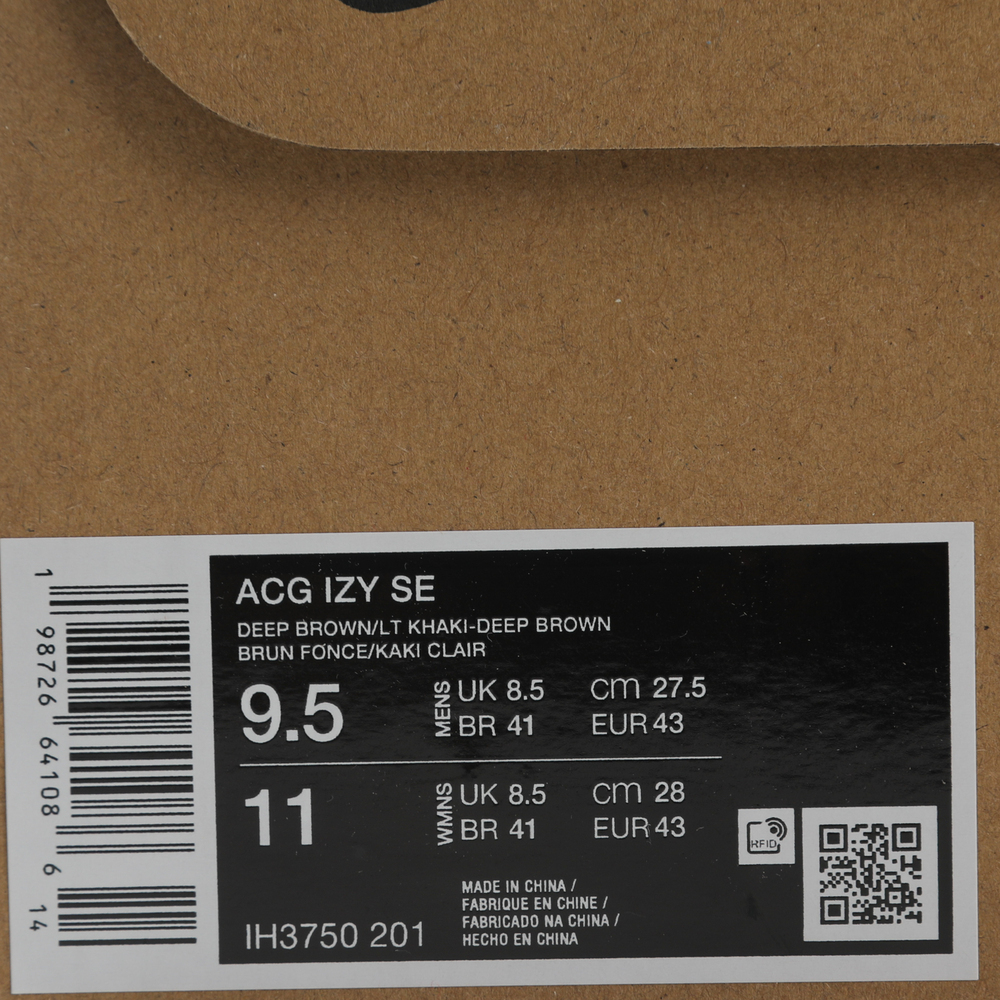 ACG IZY SE
DEEP BROWN/LT KHAKI-DEEP BROWN
BRUN FONCE/KAKI CLAIR
9.5
MENS
UK 8.5 cm 27.5
BR 41 EUR 43
11
WMNS
UK 8.5 cm 28
BR 41 EUR 43
RFID
MADE IN CHINA /
FABRIQUE EN CHINE /
FABRICADO NA CHINA /
HECHO EN CHINA
IH3750 201
1 98726 64108 6 14